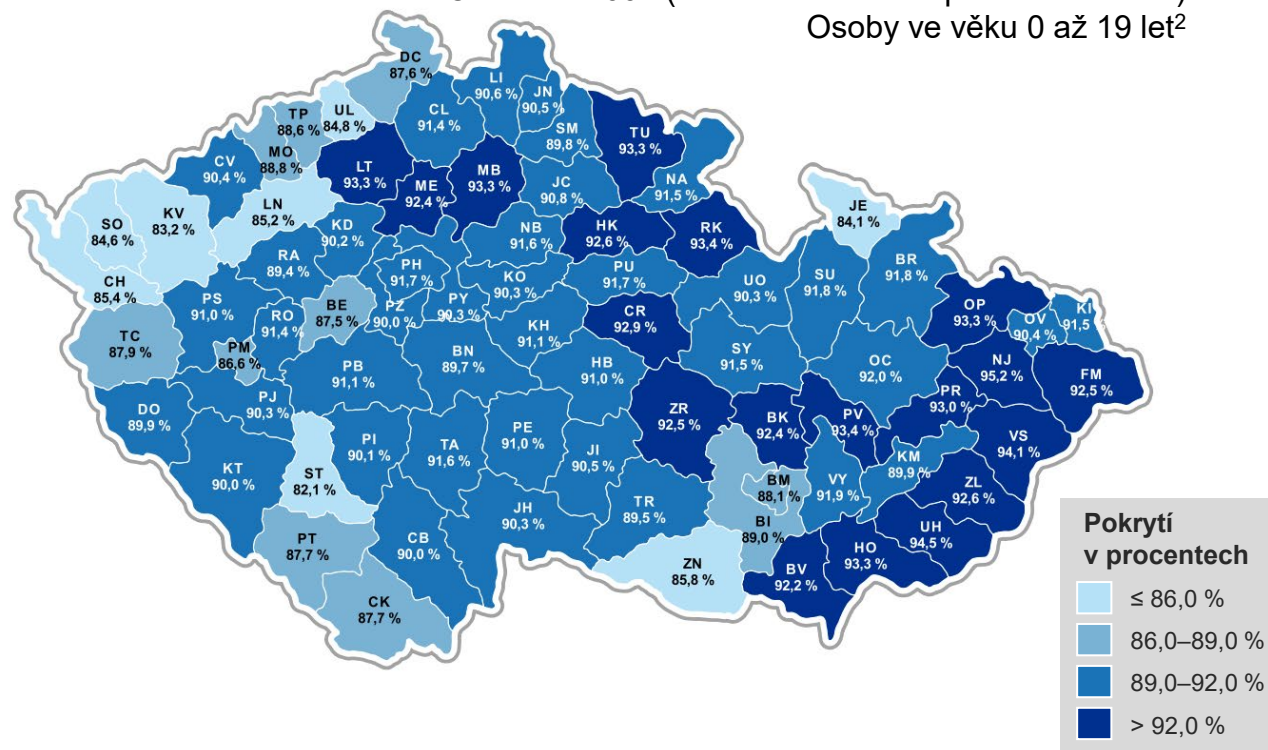 Osoby ve věku 0 až 19 let²
DC
87,6 %
LI
90,6 %
JN
90,5 %
TP
88,6 %
UL
84,8 %
CL
91,4 %
SM
89,8 %
TU
93,3 %
MO
88,8 %
CV
90,4 %
LT
93,3 %
ME
92,4 %
MB
93,3 %
JC
90,8 %
NA
91,5 %
SO
84,6 %
KV
83,2 %
LN
85,2 %
JE
84,1 %
KD
90,2 %
NB
91,6 %
HK
92,6 %
RK
93,4 %
RA
89,4 %
PH
91,7 %
KO
90,3 %
PU
91,7 %
UO
90,3 %
SU
91,8 %
BR
91,8 %
CH
85,4 %
PS
91,0 %
RO
91,4 %
BE
87,5 %
PZ
90,0 %
PY
90,3 %
CR
92,9 %
OP
93,3 %
OV
90,4 %
KI
91,5
TC
87,9 %
PM
86,6 %
KH
91,1 %
SY
91,5 %
OC
92,0 %
NJ
95,2 %
FM
92,5 %
PB
91,1 %
BN
89,7 %
HB
91,0 %
PR
93,0 %
DO
89,9 %
PJ
90,3 %
ZR
92,5 %
BK
92,4 %
PV
93,4 %
VS
94,1 %
KT
90,0 %
ST
82,1 %
PI
90,1 %
TA
91,6 %
PE
91,0 %
JI
90,5 %
BM
88,1 %
VY
91,9 %
KM
89,9 %
ZL
92,6 %
TR
89,5 %
BI
89,0 %
UH
94,5 %
PT
87,7 %
CB
90,0 %
JH
90,3 %
ZN
85,8 %
BV
92,2 %
HO
93,3 %
CK
87,7 %
Pokrytí
v procentech
≤ 86,0 %
86,0–89,0 %
89,0–92,0 %
> 92,0 %